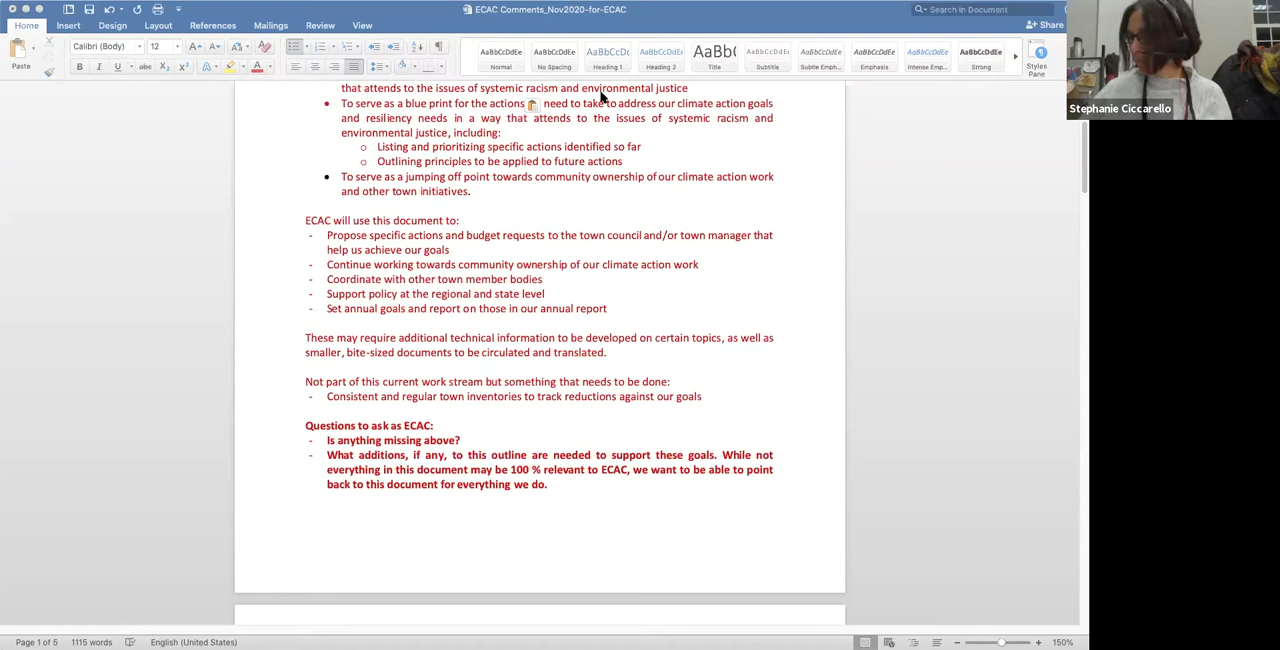 ECAC Comments_Nov2020-for-ECAC
Search in Document
Home Insert Design Layout References Mailings Review View
Share
Paste
Calibri (Body) 12
AaBbCcDdEe AaBbCcDdEe AaBbCcDc AaBbCcDdEe AaBb( AaBbCcDdEe AaBbCcDdEe AaBbCcDdEe AaBbCcDdEe AaBbCcDdEe
Normal No Spacing Heading 1 Heading 2 Title Subtitle Subtle Emph... Emphasis Intense Emp... Strong
Styles
Pane
Stephanie Ciccarello
that attends to the issues of systemic racism and environmental justice
• To serve as a blue print for the actions need to take to address our climate action goals
and resiliency needs in a way that attends to the issues of systemic racism and
environmental justice, including:
o Listing and prioritizing specific actions identified so far
o Outlining principles to be applied to future actions
• To serve as a jumping off point towards community ownership of our climate action work
and other town initiatives.
ECAC will use this document to:
- Propose specific actions and budget requests to the town council and/or town manager that
help us achieve our goals
- Continue working towards community ownership of our climate action work
- Coordinate with other town member bodies
- Support policy at the regional and state level
- Set annual goals and report on those in our annual report
These may require additional technical information to be developed on certain topics, as well as
smaller, bite-sized documents to be circulated and translated.
Not part of this current work stream but something that needs to be done:
- Consistent and regular town inventories to track reductions against our goals
Questions to ask as ECAC:
- Is anything missing above?
- What additions, if any, to this outline are needed to support these goals. While not
everything in this document may be 100 % relevant to ECAC, we want to be able to point
back to this document for everything we do.
Page 1 of 5 1115 words English (United States) 150%